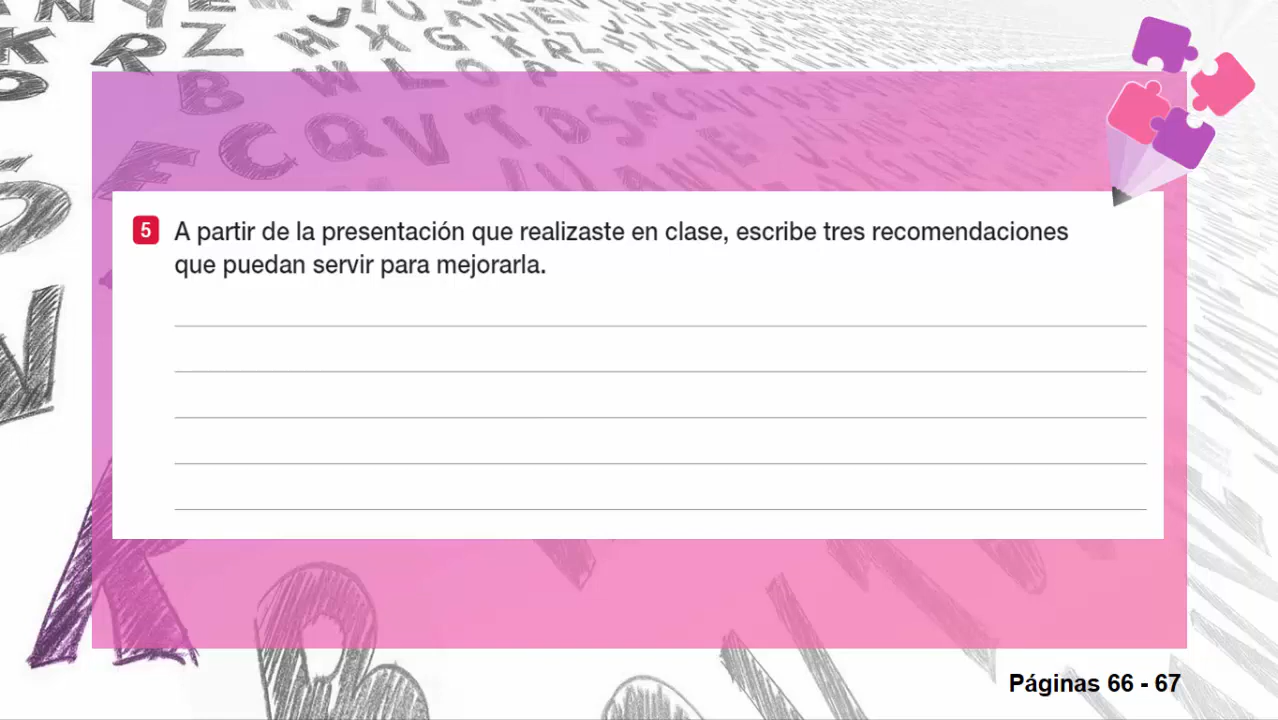 5 A partir de la presentación que realizaste en clase, escribe tres recomendaciones
que puedan servir para mejorarla.
Páginas 66 - 67